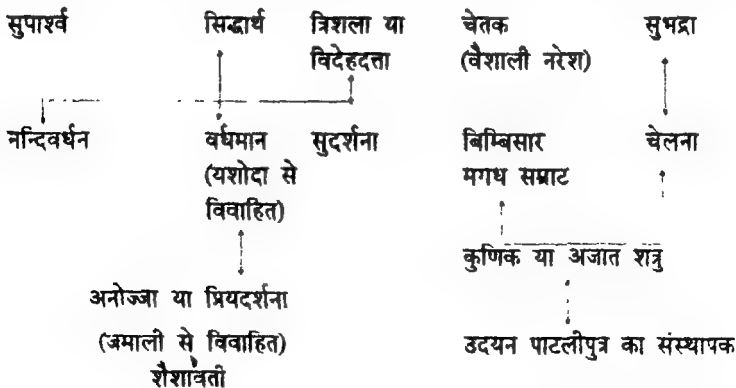 सुपार्श्व सिद्धार्थ त्रिशला या चेतक सुभद्रा
विदेहदत्ता (वैशाली नरेश)
नन्दिवर्धन वर्धमान सुदर्शना बिम्बिसार चेलना
(यशोदा से मगध सम्राट
विवाहित)
कुणिक या अजात शत्रु
अनोज्जा या प्रियदर्शना
(जमाली से विवाहित) उदयन पाटलीपुत्र का संस्थापक
शैशावती